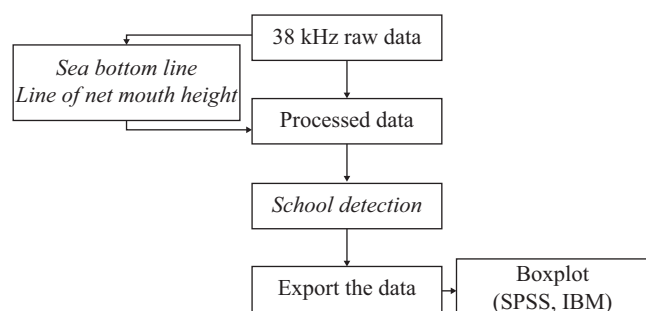 38 kHz raw data
Sea bottom line
Line of net mouth height
Processed data
School detection
Export the data
Boxplot
(SPSS, IBM)